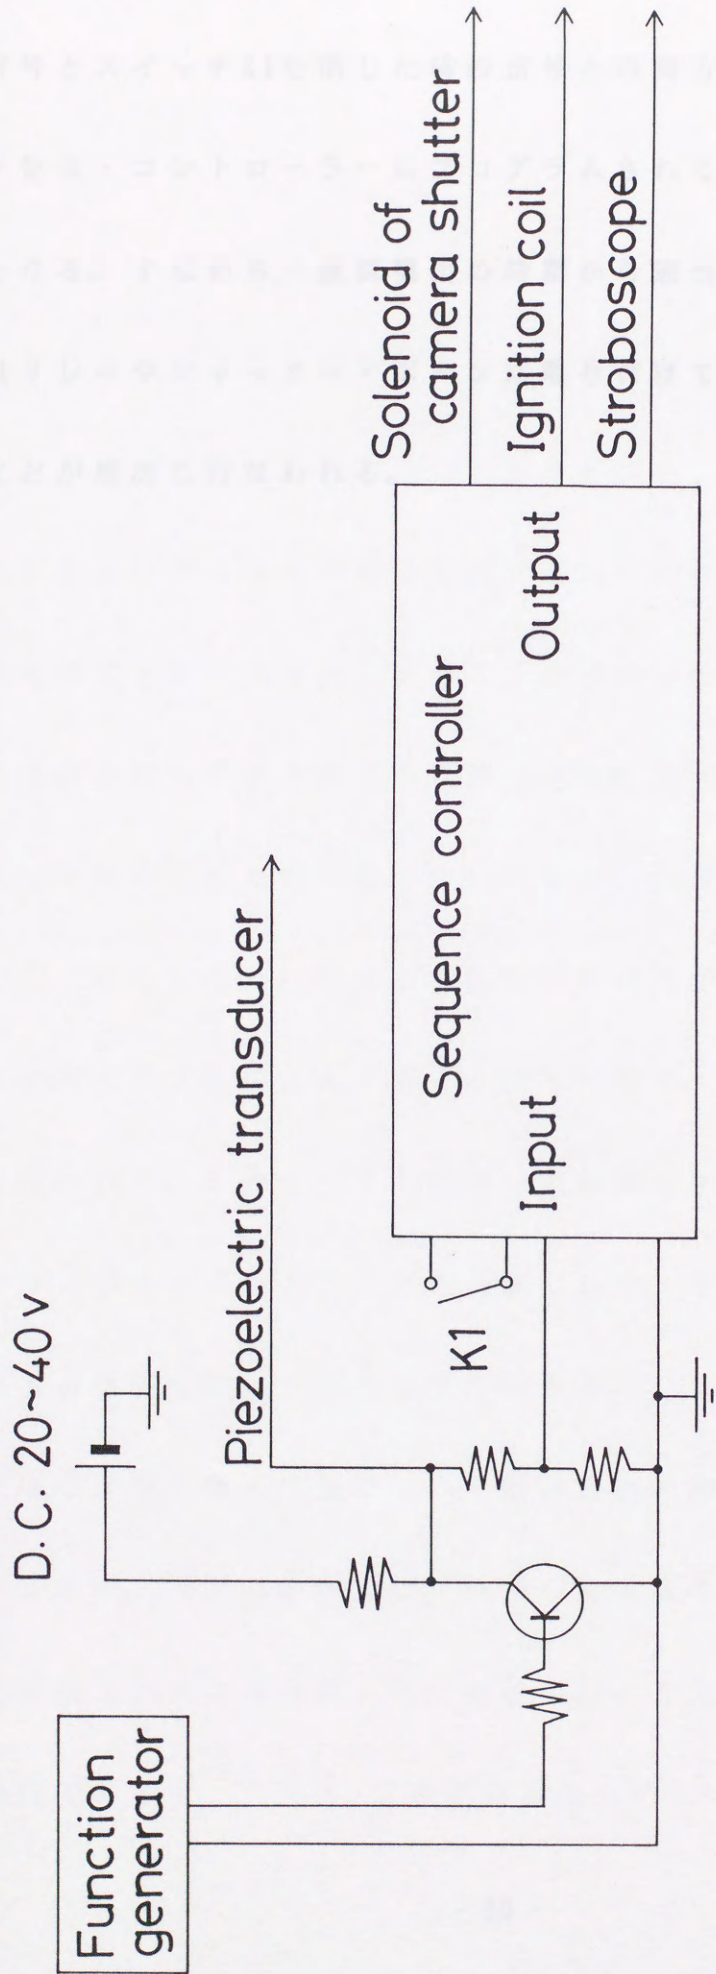 Function
generator
D.C. 20~40V
Piezoelectric transducer
K1
Input
Sequence controller
Output
Solenoid of
camera shutter
Ignition coil
Stroboscope